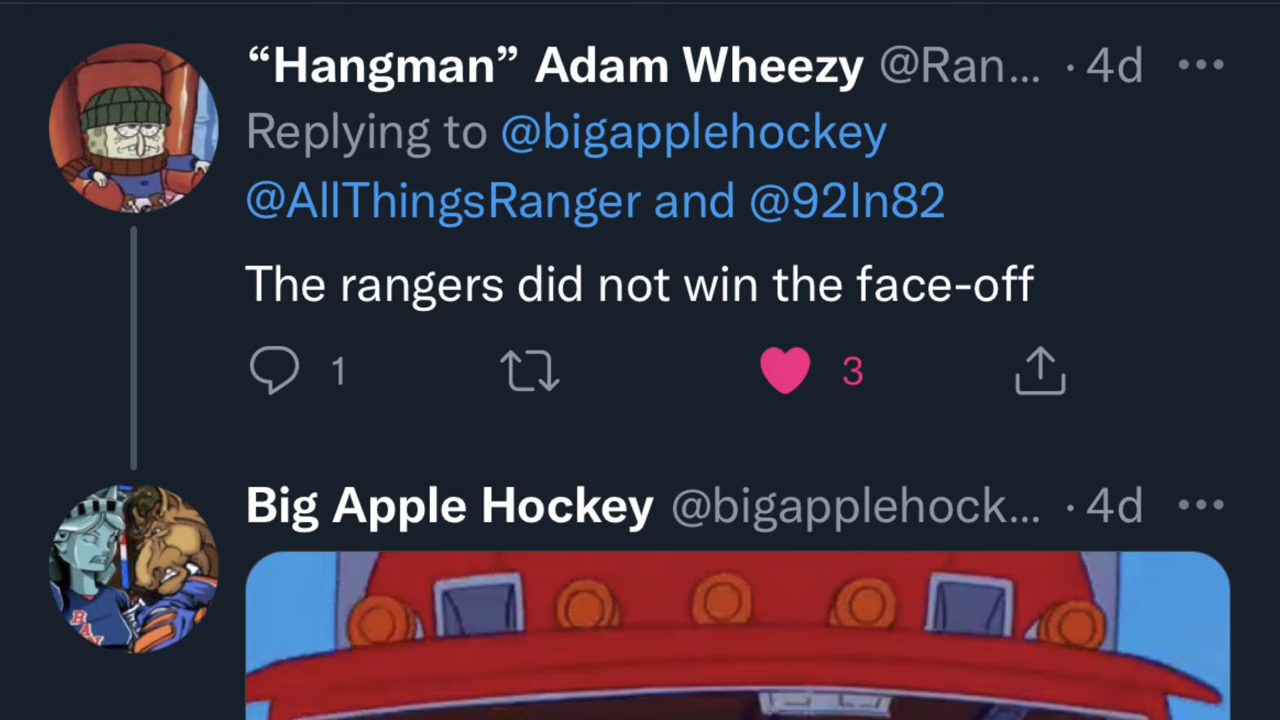 “Hangman” Adam Wheezy @Ran... · 4d
Replying to @bigapplehockey
@AllThingsRanger and @92In82
The rangers did not win the face-off
1 3
Big Apple Hockey @bigapplehock... · 4d